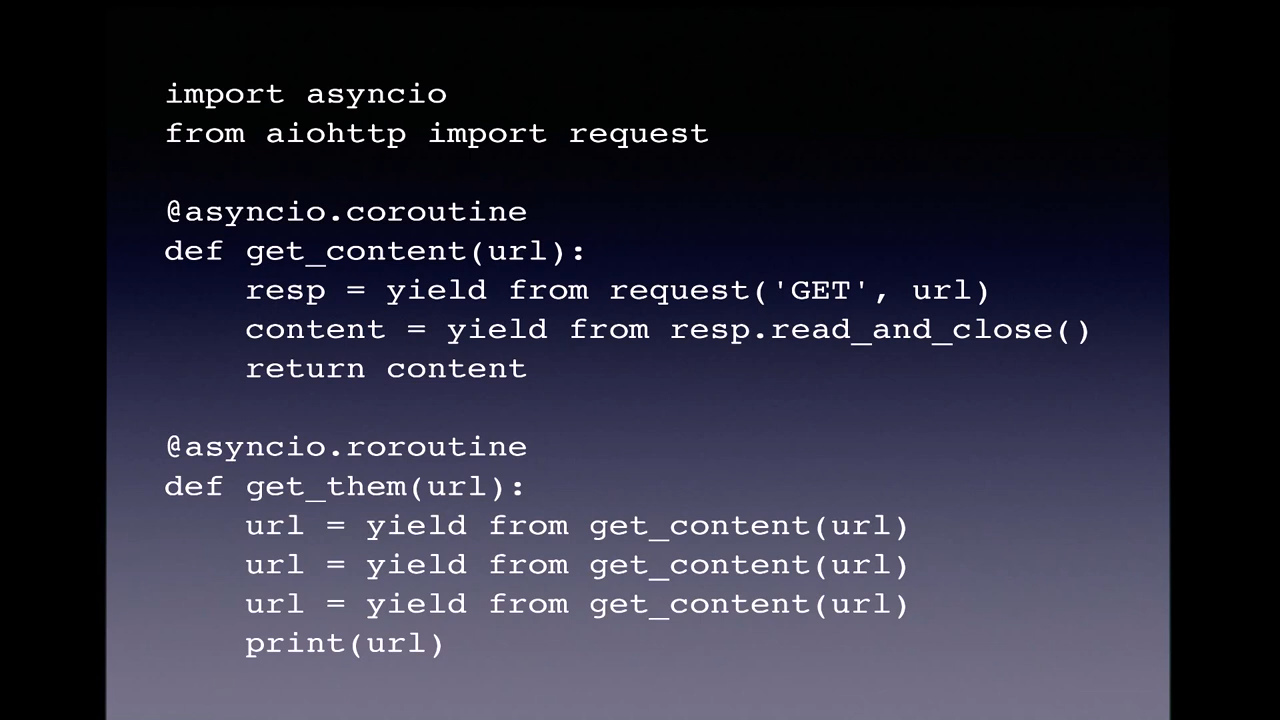 import asyncio
from aiohttp import request
@asyncio.coroutine
def get_content(url):
resp = yield from request('GET', url)
content = yield from resp.read_and_close()
return content
@asyncio.roroutine
def get_them(url):
url = yield from get_content(url)
url = yield from get_content(url)
url = yield from get_content(url)
print(url)